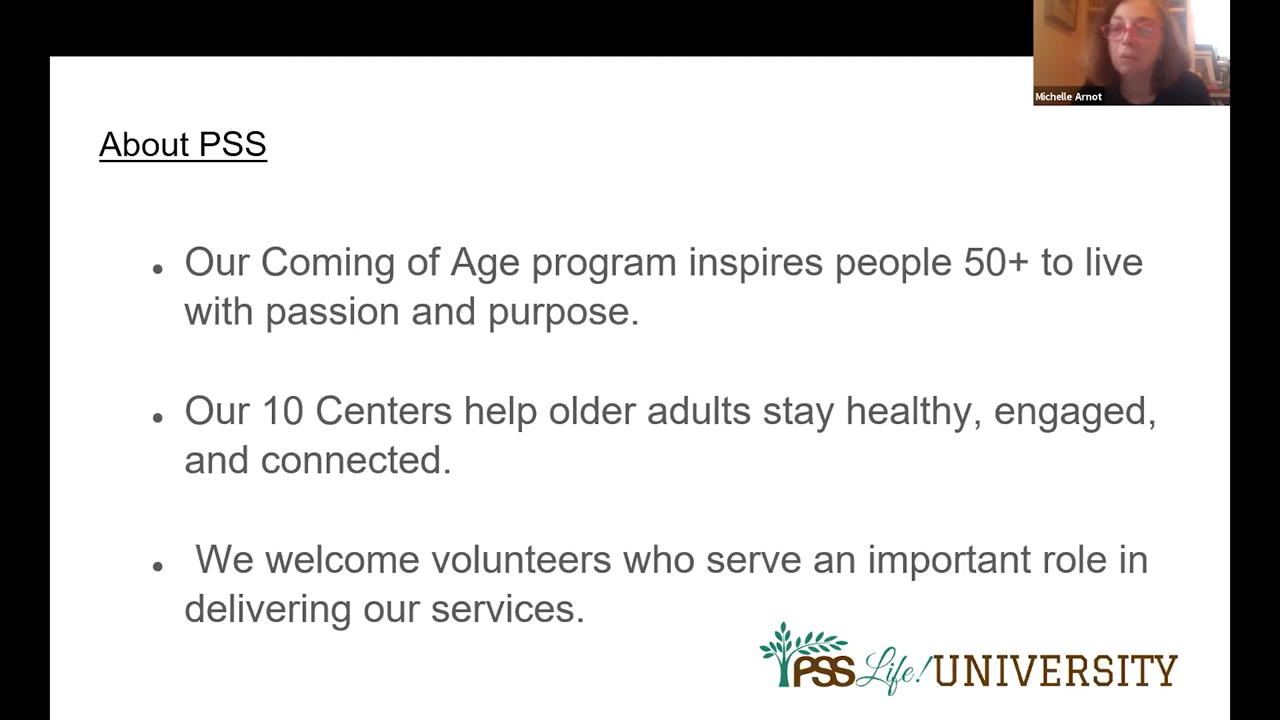 Michelle Arnot
About PSS
• Our Coming of Age program inspires people 50+ to live
with passion and purpose.
• Our 10 Centers help older adults stay healthy, engaged,
and connected.
• We welcome volunteers who serve an important role in
delivering our services.
PSS Life! UNIVERSITY